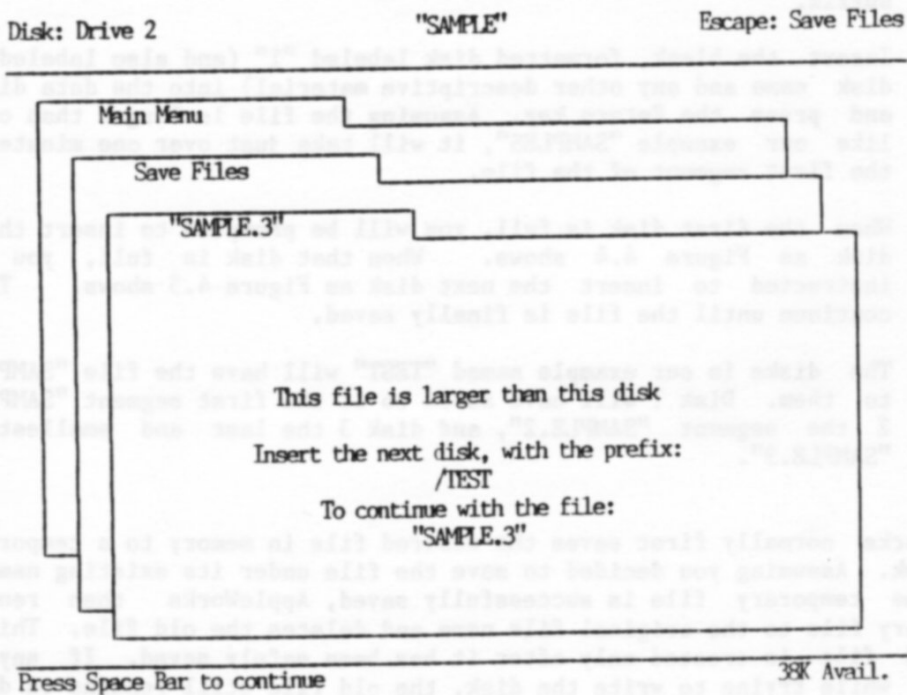 Disk: Drive 2 "SAMPLE" Escape: Save Files
Main Menu
Save Files
"SAMPLE.3"
This file is larger than this disk
Insert the next disk, with the prefix:
/TEST
To continue with the file:
"SAMPLE.3"
Press Space Bar to continue 38K Avail.